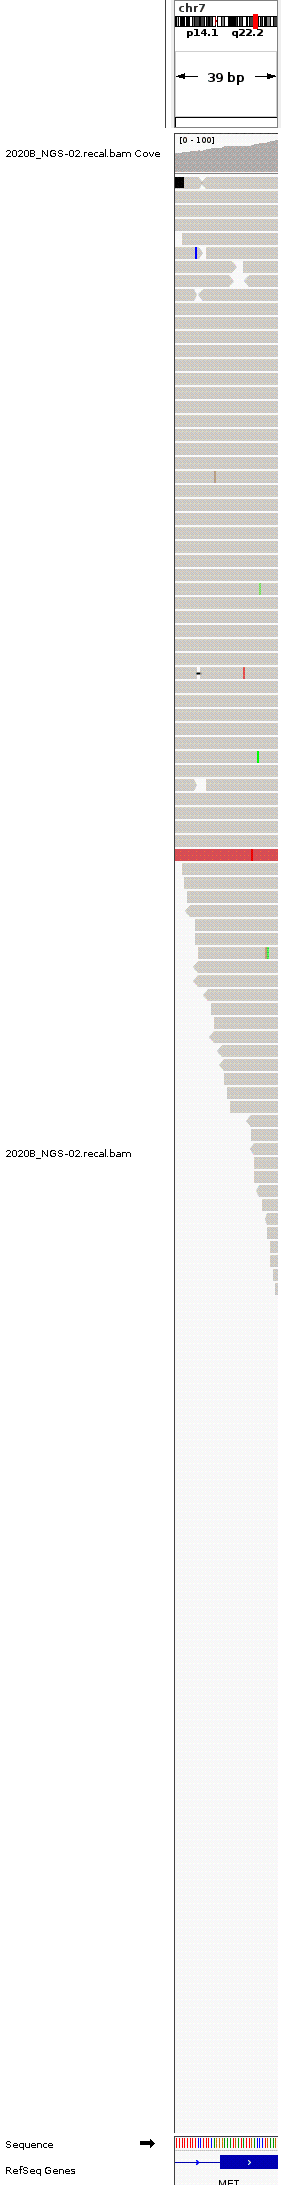 chr7
p14.1 q22.2
39 bp
[0 - 100]
2020B_NGS-02.recal.bam Cove
2020B_NGS-02.recal.bam
Sequence
RefSeq Genes
MET